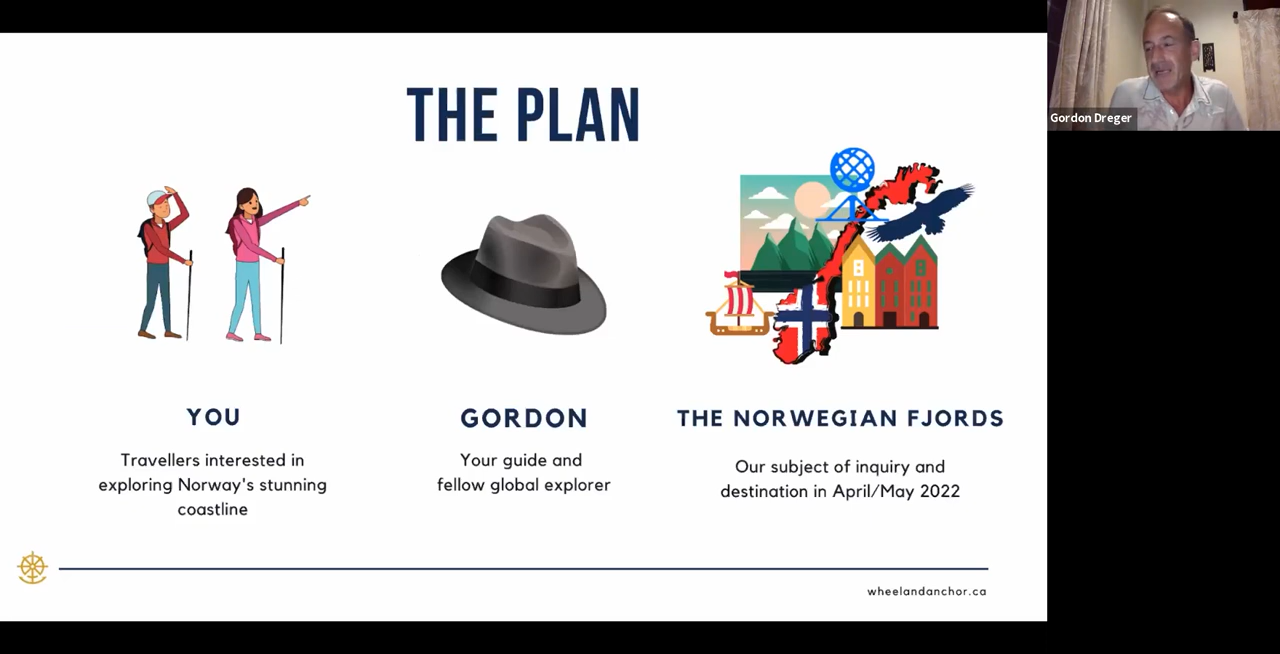 THE PLAN
Gordon Dreger
YOU
Travellers interested in
exploring Norway's stunning
coastline
GORDON
Your guide and
fellow global explorer
THE NORWEGIAN FJORDS
Our subject of inquiry and
destination in April/May 2022
wheelandanchor.ca